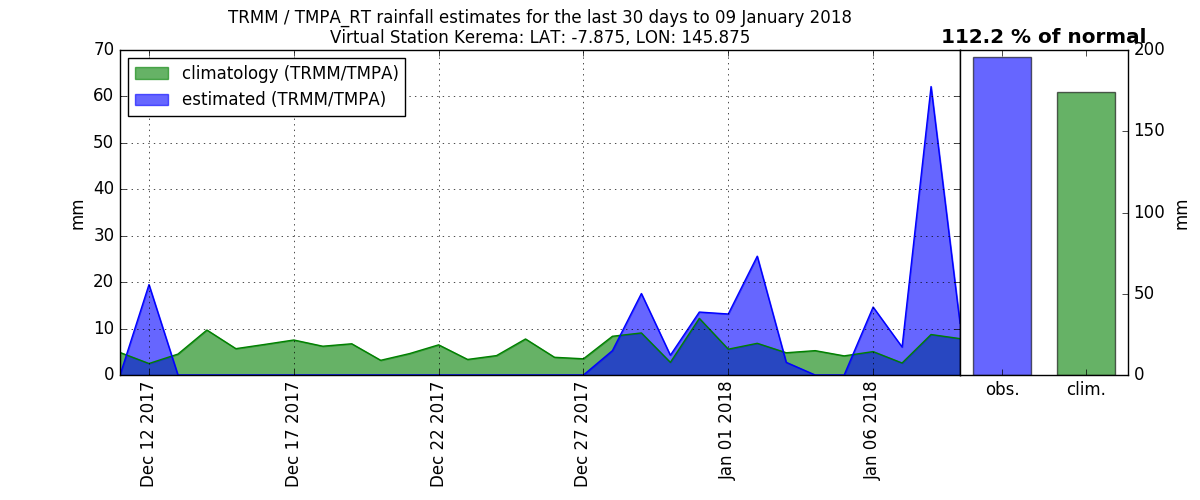 TRMM / TMPA_RT rainfall estimates for the last 30 days to 09 January 2018
Virtual Station Kerema: LAT: -7.875, LON: 145.875
112.2 % of normal
climatology (TRMM/TMPA)
estimated (TRMM/TMPA)
70
60
50
40
30
20
10
0
mm
Dec 12 2017
Dec 17 2017
Dec 22 2017
Dec 27 2017
Jan 01 2018
Jan 06 2018
obs.
clim.
200
150
100
50
0
mm